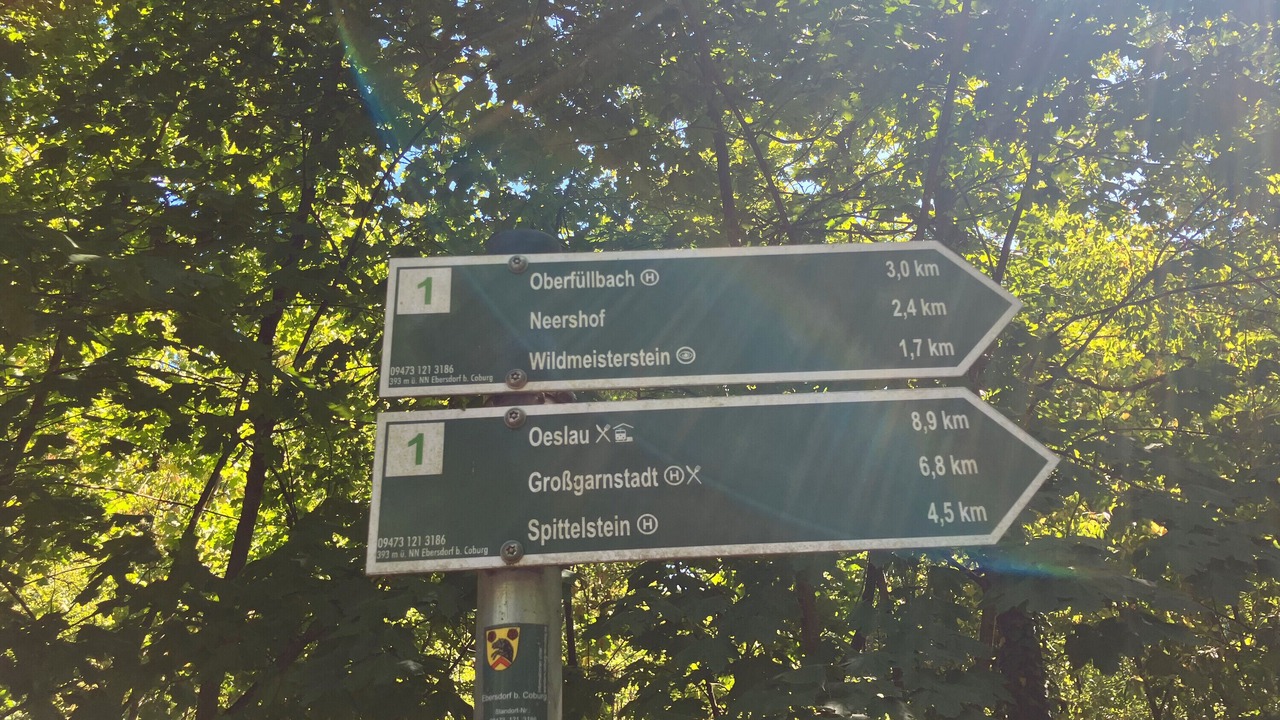 1
Oberfüllbach H 3,0 km
Neershof 2,4 km
Wildmeisterstein 1,7 km
09473 121 3186
393 m ü. NN Ebersdorf b. Coburg
1
Oeslau 8,9 km
Großgarnstadt H 6,8 km
Spittelstein H 4,5 km
09473 121 3186
393 m ü. NN Ebersdorf b. Coburg
Ebersdorf b. Coburg
Standort-Nr.: